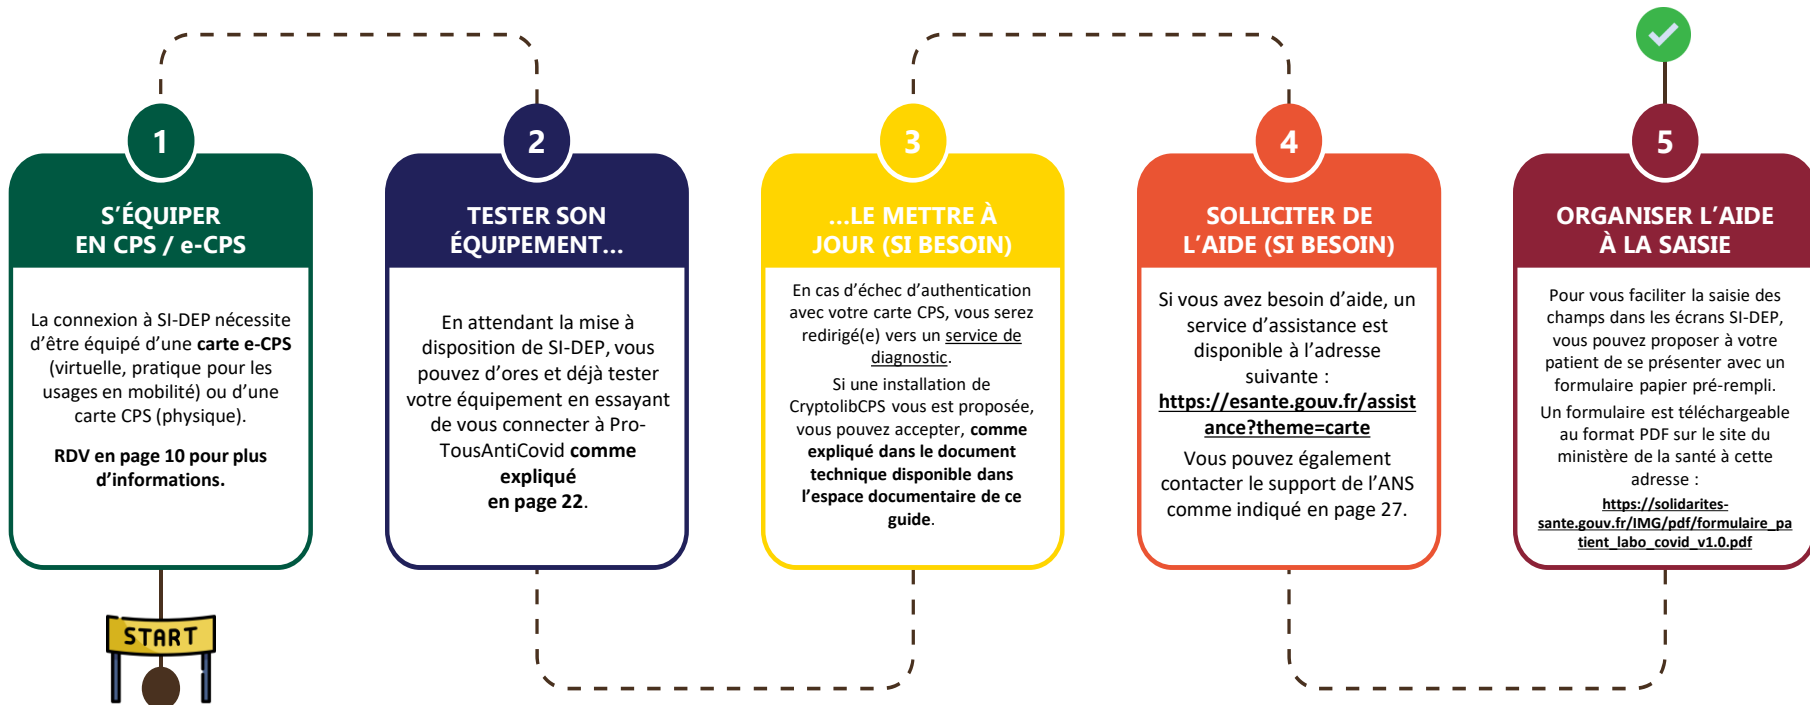 1
S’ÉQUIPER
EN CPS / e-CPS
La connexion à SI-DEP nécessite
d’être équipé d’une carte e-CPS
(virtuelle, pratique pour les
usages en mobilité) ou d’une
carte CPS (physique).
RDV en page 10 pour plus
d’informations.
START
2
TESTER SON
ÉQUIPEMENT…
En attendant la mise à
disposition de SI-DEP, vous
pouvez d’ores et déjà tester
votre équipement en essayant
de vous connecter à Pro-
TousAntiCovid comme
expliqué
en page 22.
3
…LE METTRE À
JOUR (SI BESOIN)
En cas d’échec d’authentication
avec votre carte CPS, vous serez
redirigé(e) vers un service de
diagnostic.
Si une installation de
CryptolibCPS vous est proposée,
vous pouvez accepter, comme
expliqué dans le document
technique disponible dans
l’espace documentaire de ce
guide.
4
SOLLICITER DE
L’AIDE (SI BESOIN)
Si vous avez besoin d’aide, un
service d’assistance est
disponible à l’adresse
suivante :
https://esante.gouv.fr/assist
ance?theme=carte
Vous pouvez également
contacter le support de l’ANS
comme indiqué en page 27.
5
ORGANISER L’AIDE
À LA SAISIE
Pour vous faciliter la saisie des
champs dans les écrans SI-DEP,
vous pouvez proposer à votre
patient de se présenter avec un
formulaire papier pré-rempli.
Un formulaire est téléchargeable
au format PDF sur le site du
ministère de la santé à cette
adresse :
https://solidarites-
sante.gouv.fr/IMG/pdf/formulaire_pa
tient_labo_covid_v1.0.pdf